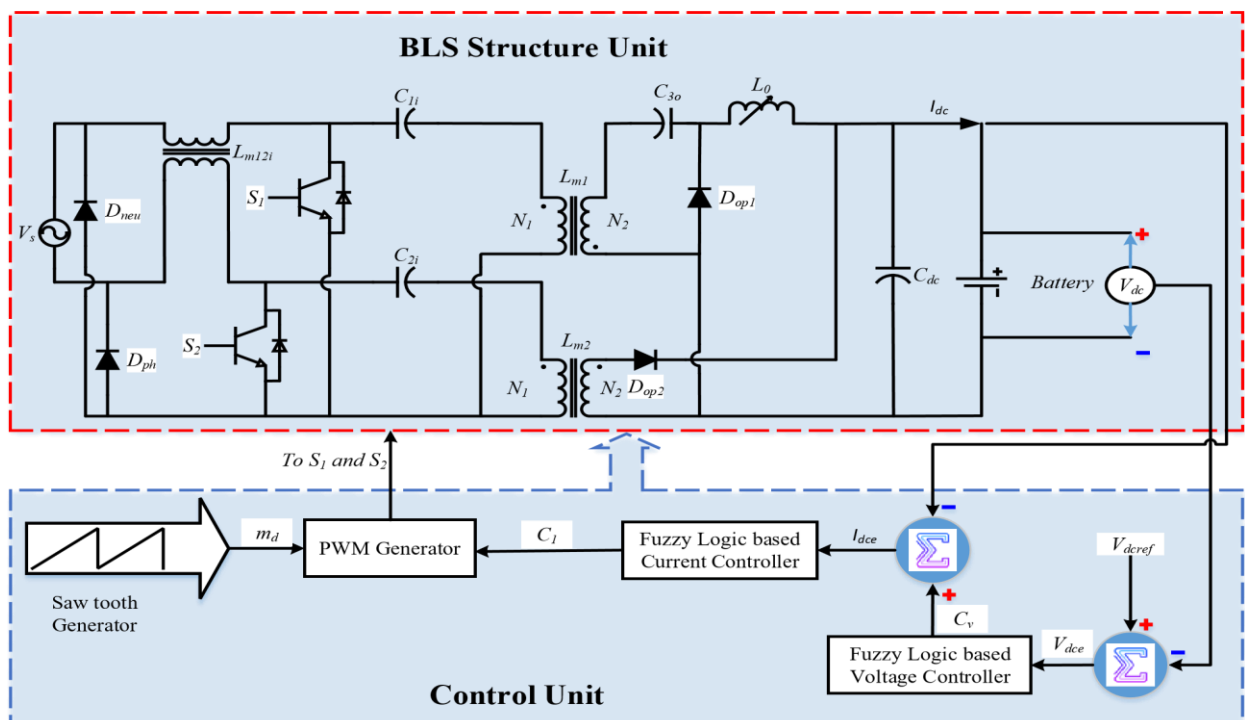 BLS Structure Unit
C1i
C3o
L0
Idc
Lm12i
Lm1
S1
Dneu
Dop1
Vs
N1
N2
C2i
Cdc
Battery
Vdc
+
−
Lm2
S2
Dph
N1
N2
Dop2
To S1 and S2
−
md
PWM Generator
C1
Fuzzy Logic based
Current Controller
Idce
Σ
Vdcref
Saw tooth
Generator
+
Cv
+
−
Fuzzy Logic based
Voltage Controller
Vdce
Σ
Control Unit